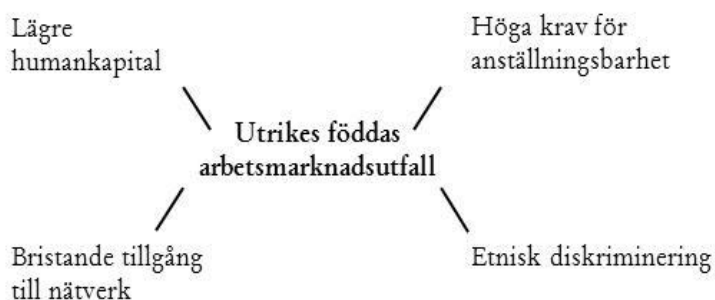 Lägre
humankapital
Höga krav för
anställningsbarhet
Utrikes föddas
arbetsmarknadsutfall
Bristande tillgång
till nätverk
Etnisk diskriminering